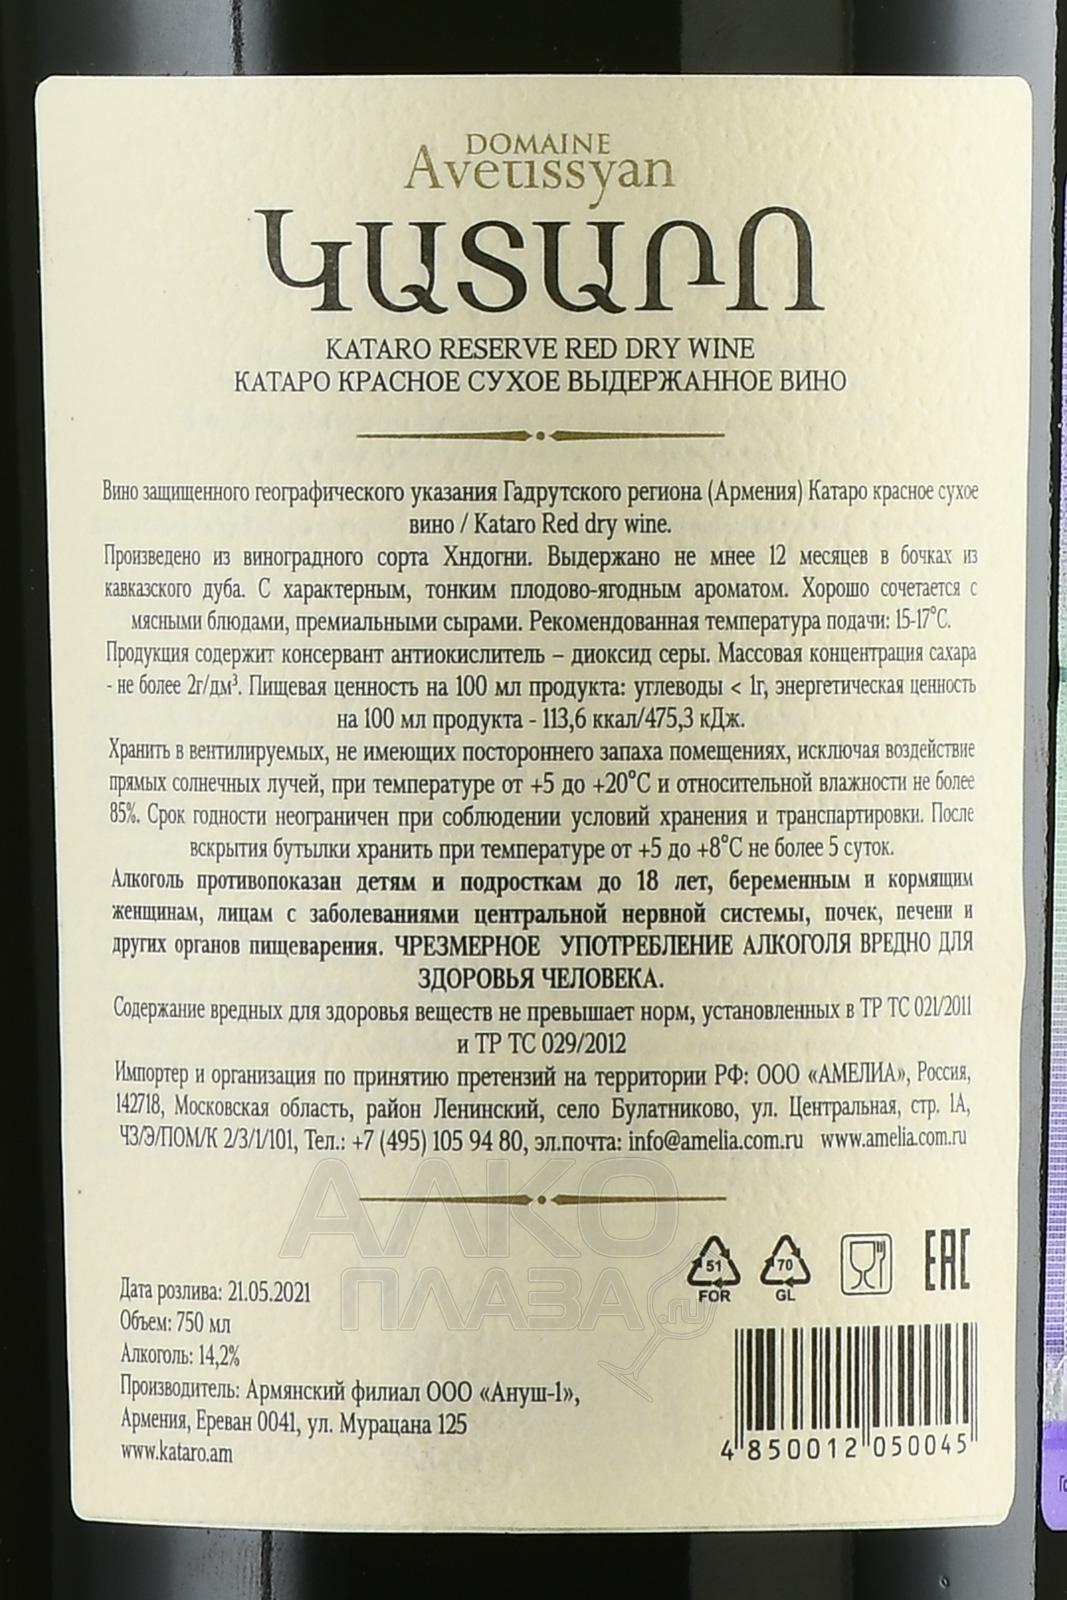 DOMAINE
Avetissyan
ԿԱՏԱՐՈ
KATARO RESERVE RED DRY WINE
КАТАРО КРАСНОЕ СУХОЕ ВЫДЕРЖАННОЕ ВИНО
Вино защищенного географического указания Гадрутского региона (Армения) Катаро красное сухое
вино / Kataro Red dry wine.
Произведено из виноградного сорта Хндогни. Выдержано не мнее 12 месяцев в бочках из
кавказского дуба. С характерным, тонким плодово-ягодным ароматом. Хорошо сочетается с
мясными блюдами, премиальными сырами. Рекомендованная температура подачи: 15-17°С.
Продукция содержит консервант антиокислитель – диоксид серы. Массовая концентрация сахара
- не более 2г/дм³. Пищевая ценность на 100 мл продукта: углеводы < 1г, энергетическая ценность
на 100 мл продукта - 113,6 ккал/475,3 кДж.
Хранить в вентилируемых, не имеющих постороннего запаха помещениях, исключая воздействие
прямых солнечных лучей, при температуре от +5 до +20°С и относительной влажности не более
85%. Срок годности неограничен при соблюдении условий хранения и транспартировки. После
вскрытия бутылки хранить при температуре от +5 до +8°С не более 5 суток.
Алкоголь противопоказан детям и подросткам до 18 лет, беременным и кормящим
женщинам, лицам с заболеваниями центральной нервной системы, почек, печени и
других органов пищеварения. ЧРЕЗМЕРНОЕ УПОТРЕБЛЕНИЕ АЛКОГОЛЯ ВРЕДНО ДЛЯ
ЗДОРОВЬЯ ЧЕЛОВЕКА.
Содержание вредных для здоровья веществ не превышает норм, установленных в ТР ТС 021/2011
и ТР ТС 029/2012
Импортер и организация по принятию претензий на территории РФ: ООО «АМЕЛИА», Россия,
142718, Московская область, район Ленинский, село Булатниково, ул. Центральная, стр. 1А,
ЧЗ/Э/ПОМ/К 2/3/1/101, Тел.: +7 (495) 105 94 80, эл.почта: info@amelia.com.ru www.amelia.com.ru
АЛКО
ПЛАЗА.ru
51
FOR
70
GL
EAC
Дата розлива: 21.05.2021
Объем: 750 мл
Алкоголь: 14,2%
Производитель: Армянский филиал ООО «Ануш-1»,
Армения, Ереван 0041, ул. Мурацана 125
www.kataro.am
4 850012 050045